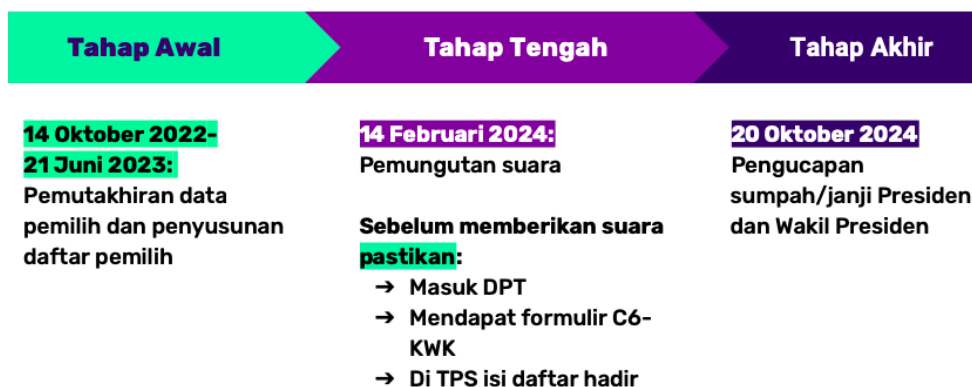 Tahap Awal
Tahap Tengah
Tahap Akhir
14 Oktober 2022-
21 Juni 2023:
Pemutakhiran data
pemilih dan penyusunan
daftar pemilih
14 Februari 2024:
Pemungutan suara
Sebelum memberikan suara
pastikan:
➔ Masuk DPT
➔ Mendapat formulir C6-
KWK
➔ Di TPS isi daftar hadir
20 Oktober 2024
Pengucapan
sumpah/janji Presiden
dan Wakil Presiden